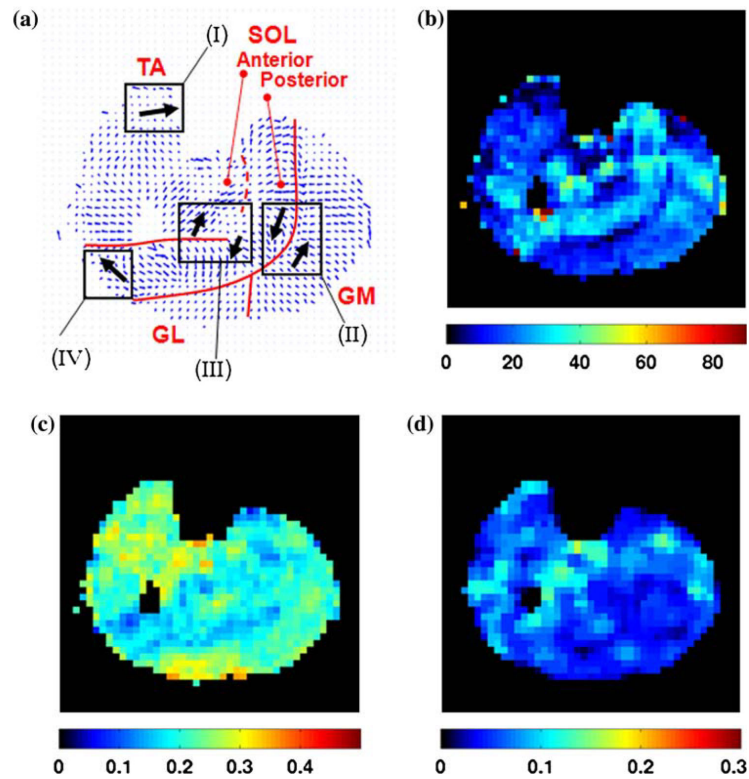 (a)
(I)
TA
SOL
Anterior
Posterior
GL
GM
(IV)
(III)
(II)
(b)
0 20 40 60 80
(c)
0 0.1 0.2 0.3 0.4
(d)
0 0.1 0.2 0.3